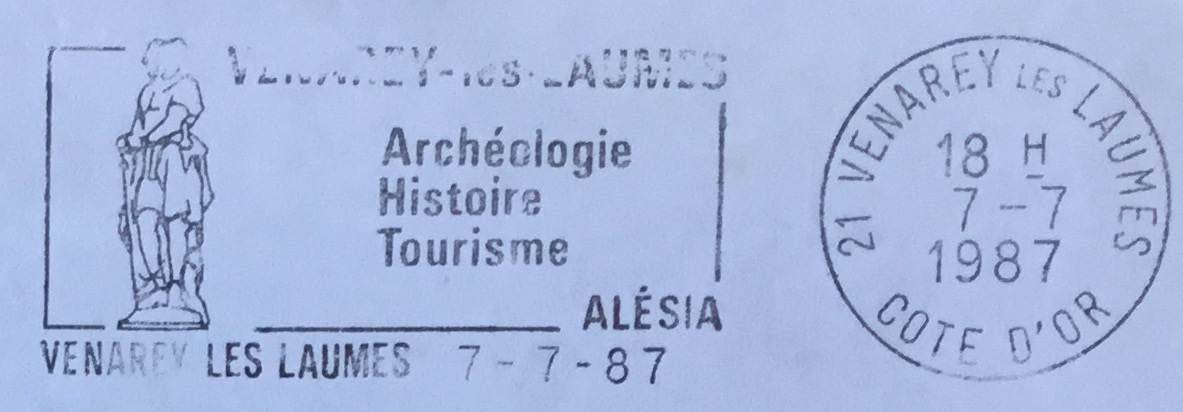 VENAREY-les-LAUMES
Archéologie
Histoire
Tourisme
ALÉSIA
VENAREY LES LAUMES 7-7-87
21 VENAREY LES LAUMES
18 H
7-7
1987
COTE D'OR